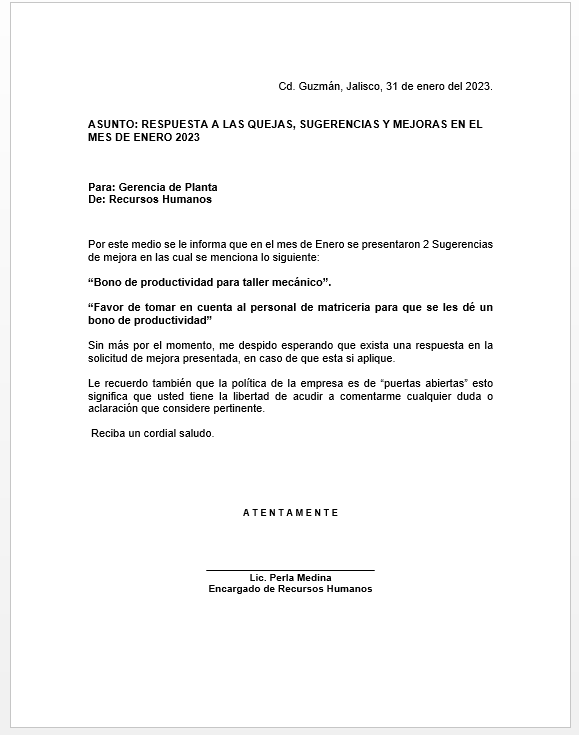 Cd. Guzmán, Jalisco, 31 de enero del 2023.
ASUNTO: RESPUESTA A LAS QUEJAS, SUGERENCIAS Y MEJORAS EN EL
MES DE ENERO 2023
Para: Gerencia de Planta
De: Recursos Humanos
Por este medio se le informa que en el mes de Enero se presentaron 2 Sugerencias
de mejora en las cual se menciona lo siguiente:
“Bono de productividad para taller mecánico”.
“Favor de tomar en cuenta al personal de matriceria para que se les dé un
bono de productividad”
Sin más por el momento, me despido esperando que exista una respuesta en la
solicitud de mejora presentada, en caso de que esta si aplique.
Le recuerdo también que la política de la empresa es de “puertas abiertas” esto
significa que usted tiene la libertad de acudir a comentarme cualquier duda o
aclaración que considere pertinente.
Reciba un cordial saludo.
A T E N T A M E N T E
Lic. Perla Medina
Encargado de Recursos Humanos